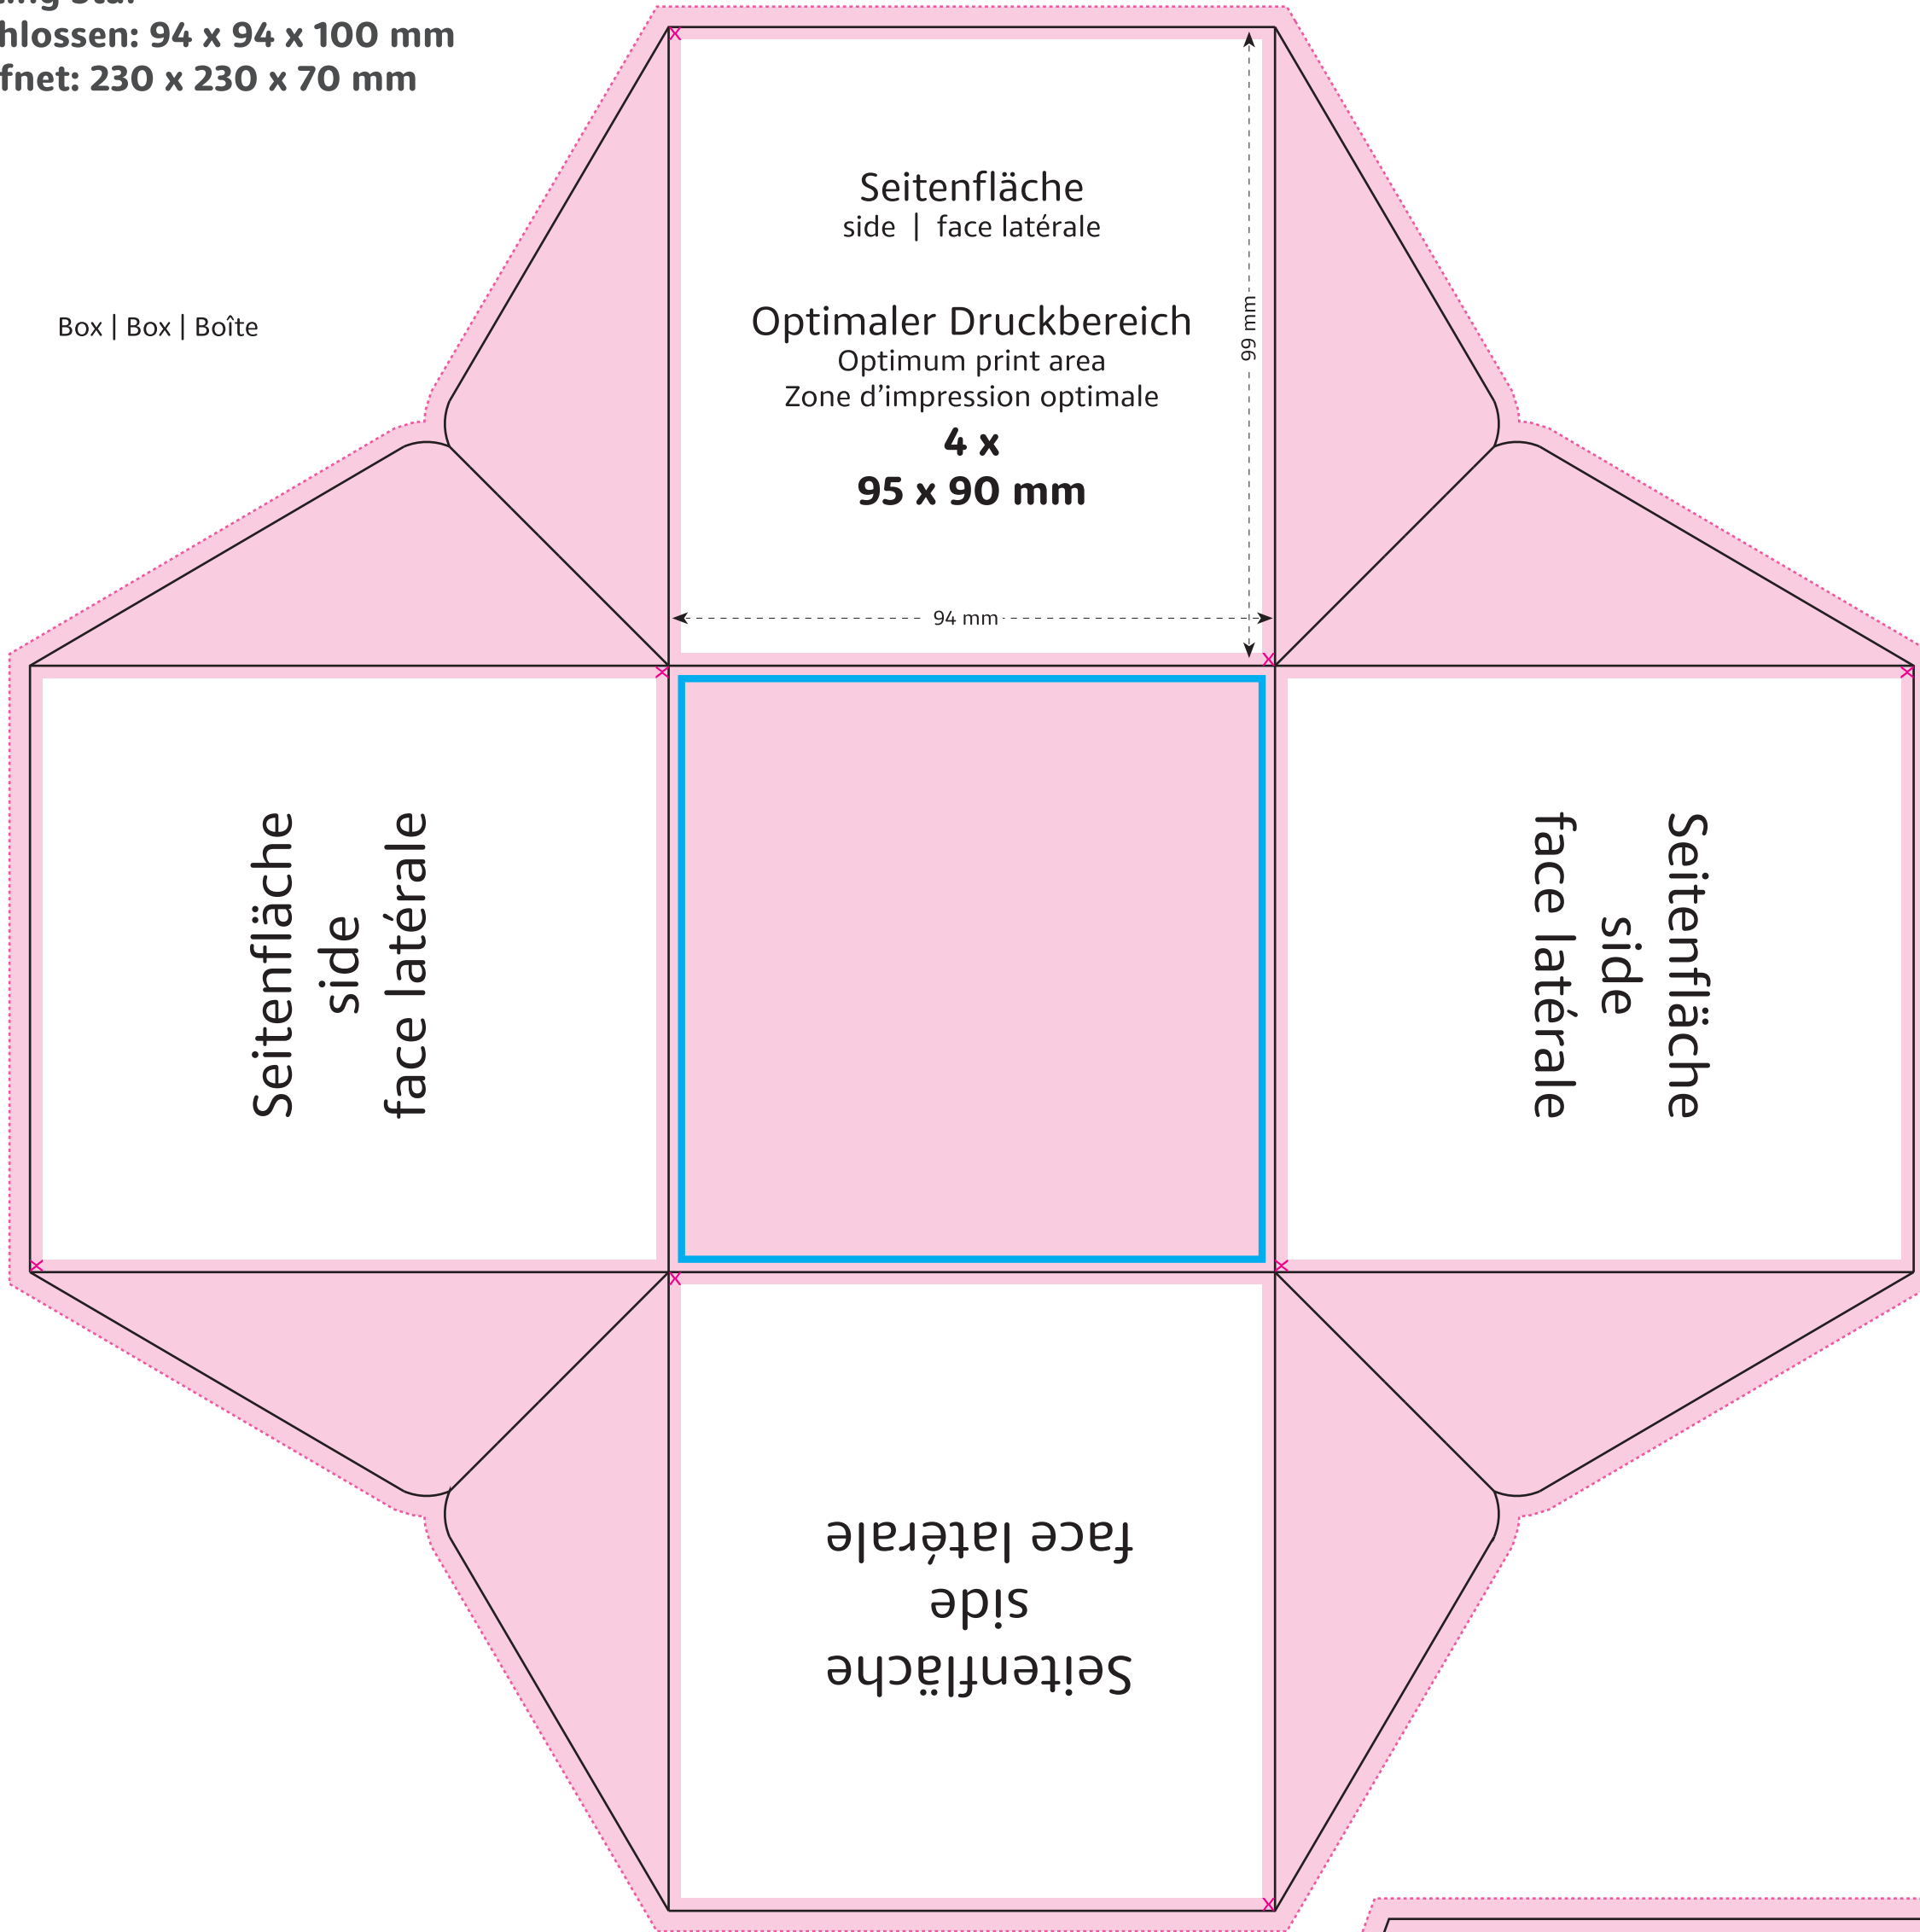 hlossen: 94 x 94 x 100 mm
fnet: 230 x 230 x 70 mm
Box | Box | Boîte
Seitenfläche
side | face latérale
Optimaler Druckbereich
Optimum print area
Zone d’impression optimale
4 x
95 x 90 mm
99 mm
94 mm
Seitenfläche
side
face latérale
Seitenfläche
side
face latérale
Seitenfläche
side
face latérale